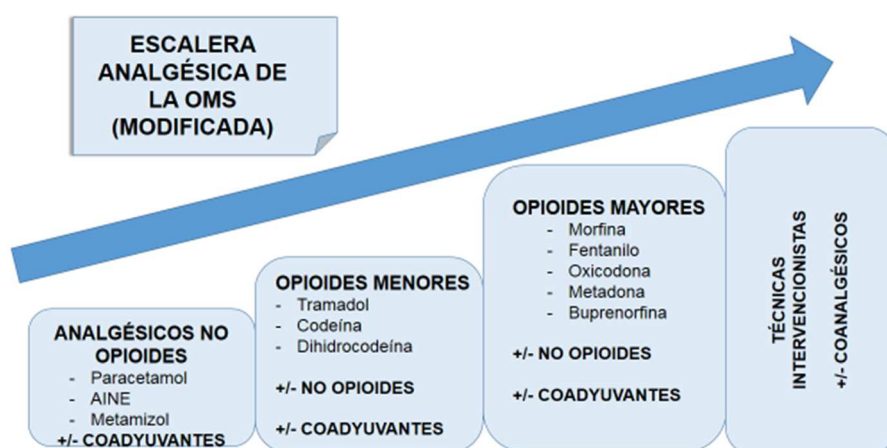 ESCALERA
ANALGÉSICA DE
LA OMS
(MODIFICADA)
ANALGÉSICOS NO
OPIOIDES
- Paracetamol
- AINE
- Metamizol
+/- COADYUVANTES
OPIOIDES MENORES
- Tramadol
- Codeína
- Dihidrocodeína
+/- NO OPIOIDES
+/- COADYUVANTES
OPIOIDES MAYORES
- Morfina
- Fentanilo
- Oxicodona
- Metadona
- Buprenorfina
+/- NO OPIOIDES
+/- COADYUVANTES
TÉCNICAS
INTERVENCIONISTAS
+/- COANALGÉSICOS